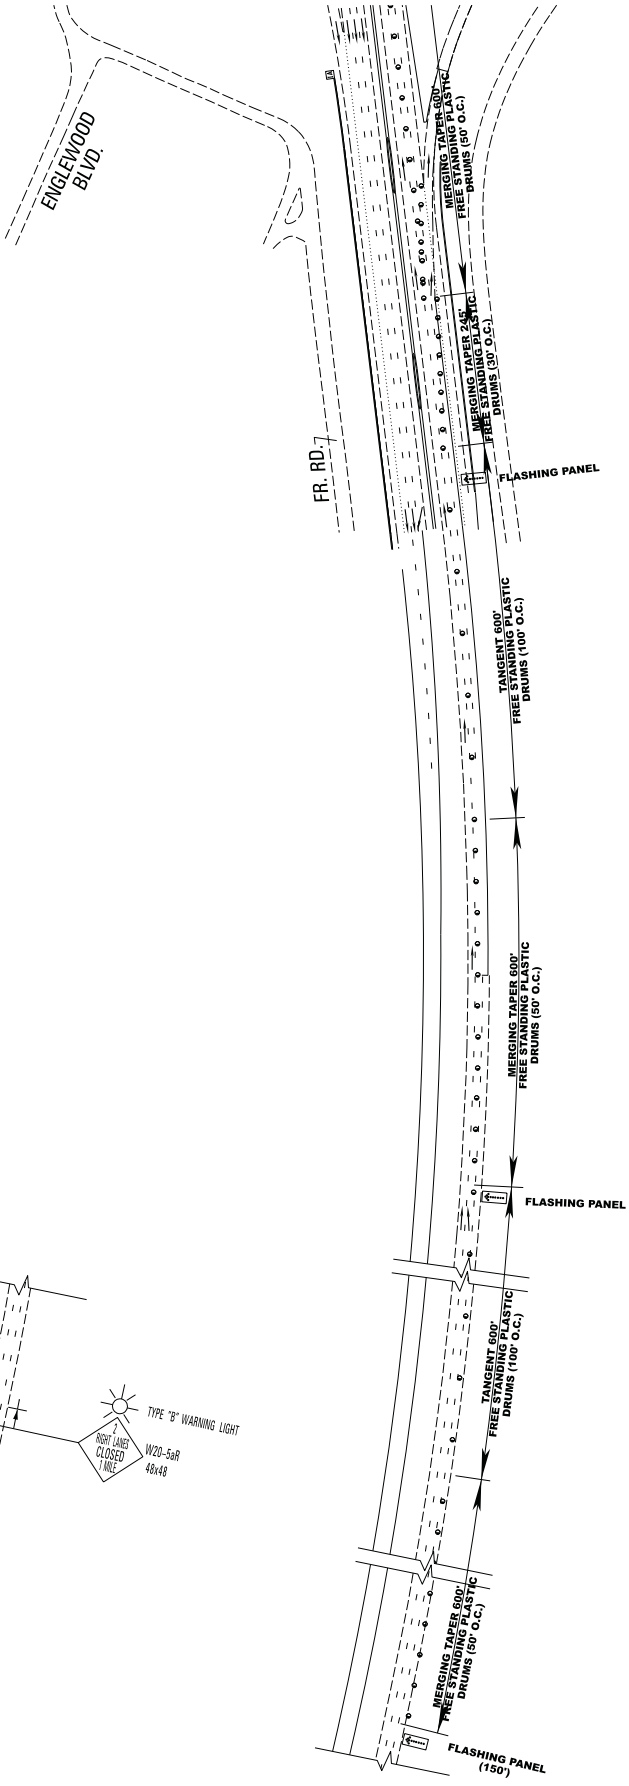 ENGLEWOOD
BLVD.
MERGING TAPER 600'
FREE STANDING PLASTIC
DRUMS (50' O.C.)
MERGING TAPER 245'
FREE STANDING PLASTIC
DRUMS (30' O.C.)
FR. RD.
FLASHING PANEL
TANGENT 600'
FREE STANDING PLASTIC
DRUMS (100' O.C.)
MERGING TAPER 600'
FREE STANDING PLASTIC
DRUMS (50' O.C.)
FLASHING PANEL
TANGENT 600'
FREE STANDING PLASTIC
DRUMS (100' O.C.)
TYPE "B" WARNING LIGHT
2
RIGHT LANES
CLOSED
1 MILE
W20-5aR
48x48
MERGING TAPER 600'
FREE STANDING PLASTIC
DRUMS (50' O.C.)
FLASHING PANEL
(150')